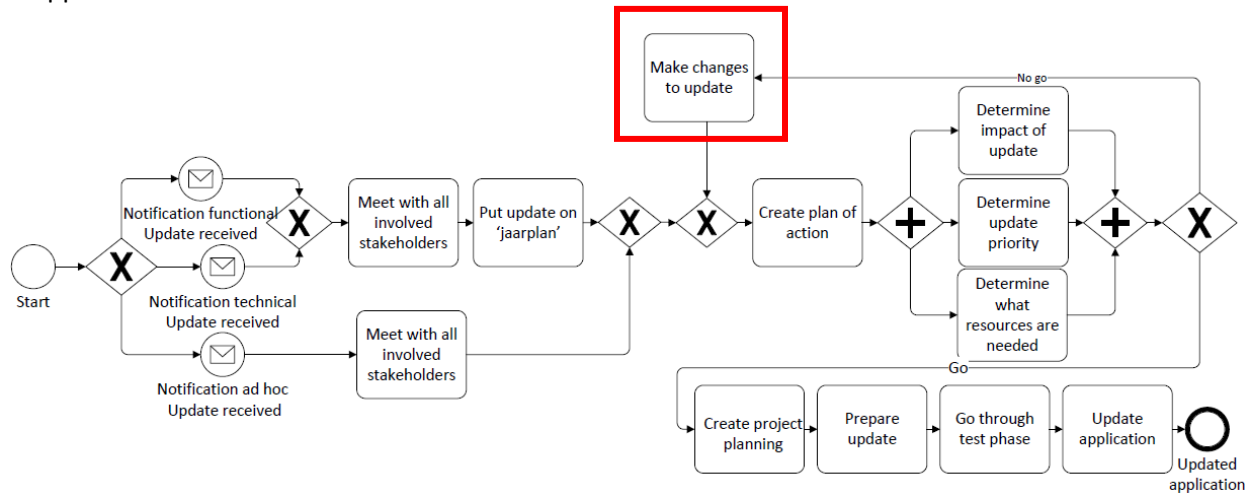 Make changes
to update
No go
Determine
impact of
update
Notification functional
Update received
Meet with all
involved
stakeholders
Put update on
‘jaarplan’
Create plan of
action
Determine
update
priority
Start
Notification technical
Update received
Determine
what
resources are
needed
Meet with all
involved
stakeholders
Notification ad hoc
Update received
Go
Create project
planning
Prepare
update
Go through
test phase
Update
application
Updated
application
X
X
X
X
X